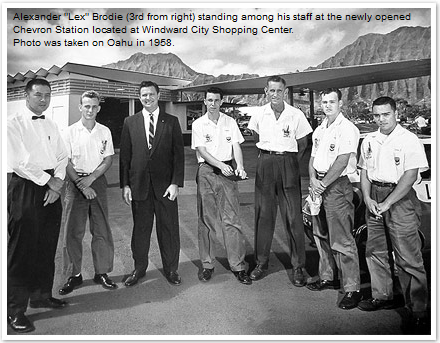 Alexander "Lex" Brodie (3rd from right) standing among his staff at the newly opened
Chevron Station located at Windward City Shopping Center.
Photo was taken on Oahu in 1958.